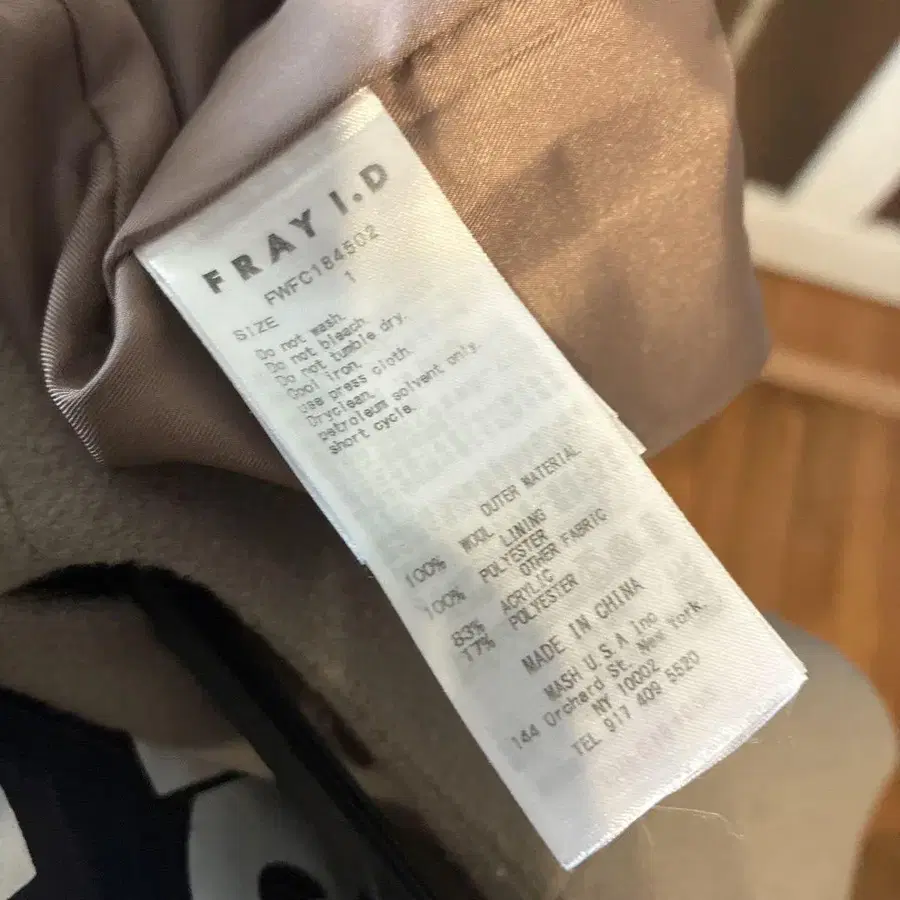 FRAY I.D
FWFC184502
SIZE 1
Do not wash.
Do not bleach.
Do not tumble dry.
Cool iron.
use press cloth.
Dryclean.
petroleum solvent only.
short cycle.
OUTER MATERIAL
100% WOOL
LINING
100% POLYESTER
OTHER FABRIC
83% ACRYLIC
17% POLYESTER
MADE IN CHINA
MASH U.S.A Inc
144 Orchard St. New York.
NY 10002
TEL 917 409 5520